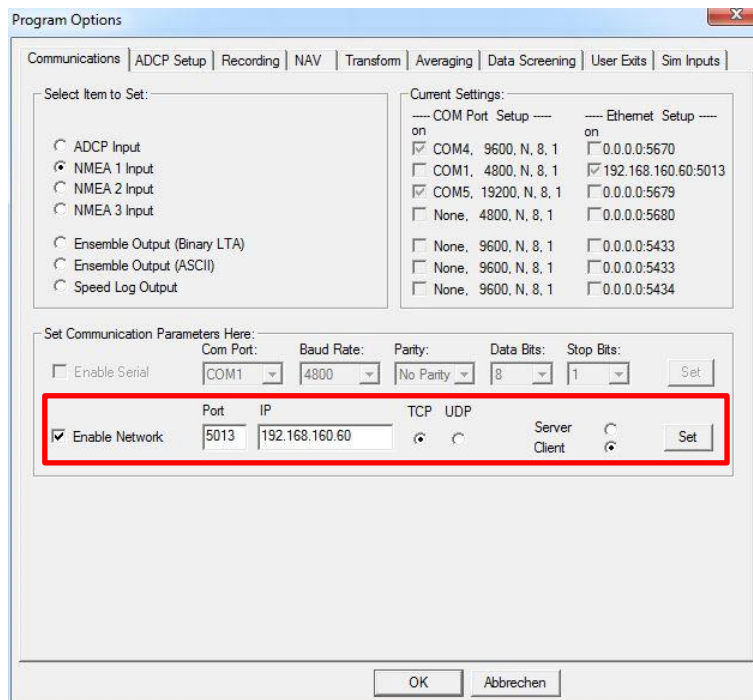 Program Options
X
Communications ADCP Setup Recording NAV Transform Averaging Data Screening User Exits Sim Inputs
Select Item to Set:
ADCP Input
NMEA 1 Input
NMEA 2 Input
NMEA 3 Input
Ensemble Output (Binary LTA)
Ensemble Output (ASCII)
Speed Log Output
Current Settings:
----- COM Port Setup ----- ----- Ethernet Setup -----
on on
COM4, 9600, N, 8, 1 0.0.0.0:5670
COM1, 4800, N, 8, 1 192.168.160.60:5013
COM5, 19200, N, 8, 1 0.0.0.0:5679
None, 4800, N, 8, 1 0.0.0.0:5680
None, 9600, N, 8, 1 0.0.0.0:5433
None, 9600, N, 8, 1 0.0.0.0:5433
None, 9600, N, 8, 1 0.0.0.0:5434
Set Communication Parameters Here:
Com Port: Baud Rate: Parity: Data Bits: Stop Bits:
Enable Serial COM1 4800 No Parity 8 1 Set
Port IP TCP UDP
Enable Network 5013 192.168.160.60 Server
Client Set
OK Abbrechen